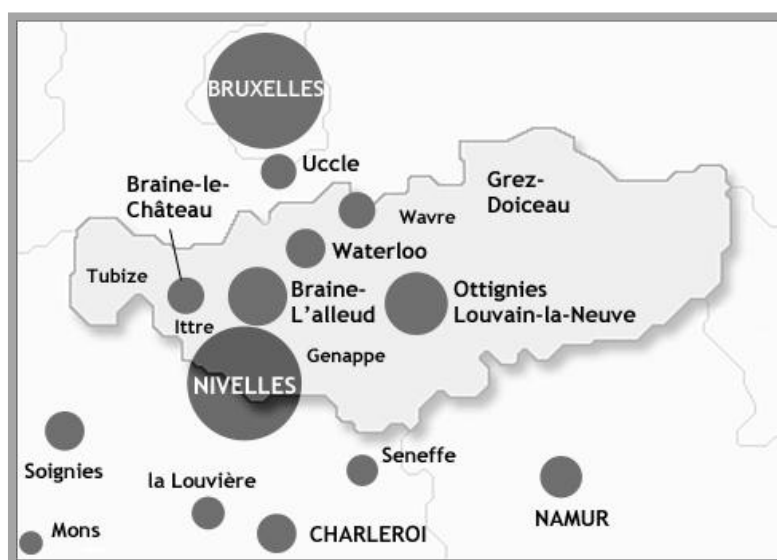 BRUXELLES
Uccle
Braine-le-
Château
Grez-
Doiceau
Wavre
Waterloo
Tubize
Braine-
L'alleud
Ottignies
Louvain-la-Neuve
Ittre
Genappe
NIVELLES
Soignies
la Louvière
Seneffe
NAMUR
Mons
CHARLEROI